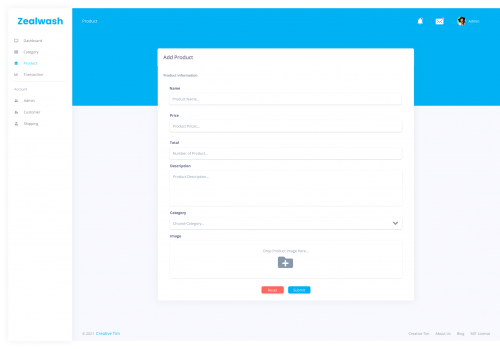 Zealwash
Product
Admin
Dashboard
Category
Product
Transaction
Account
Admin
Customer
Shipping
Add Product
Product Information
Name
Product Name...
Price
Product Price...
Total
Number of Product...
Description
Product Description...
Category
Choose Category...
Image
Drop Product Image Here...
Reset
Submit
© 2021 Creative Tim
Creative Tim About Us Blog MIT License